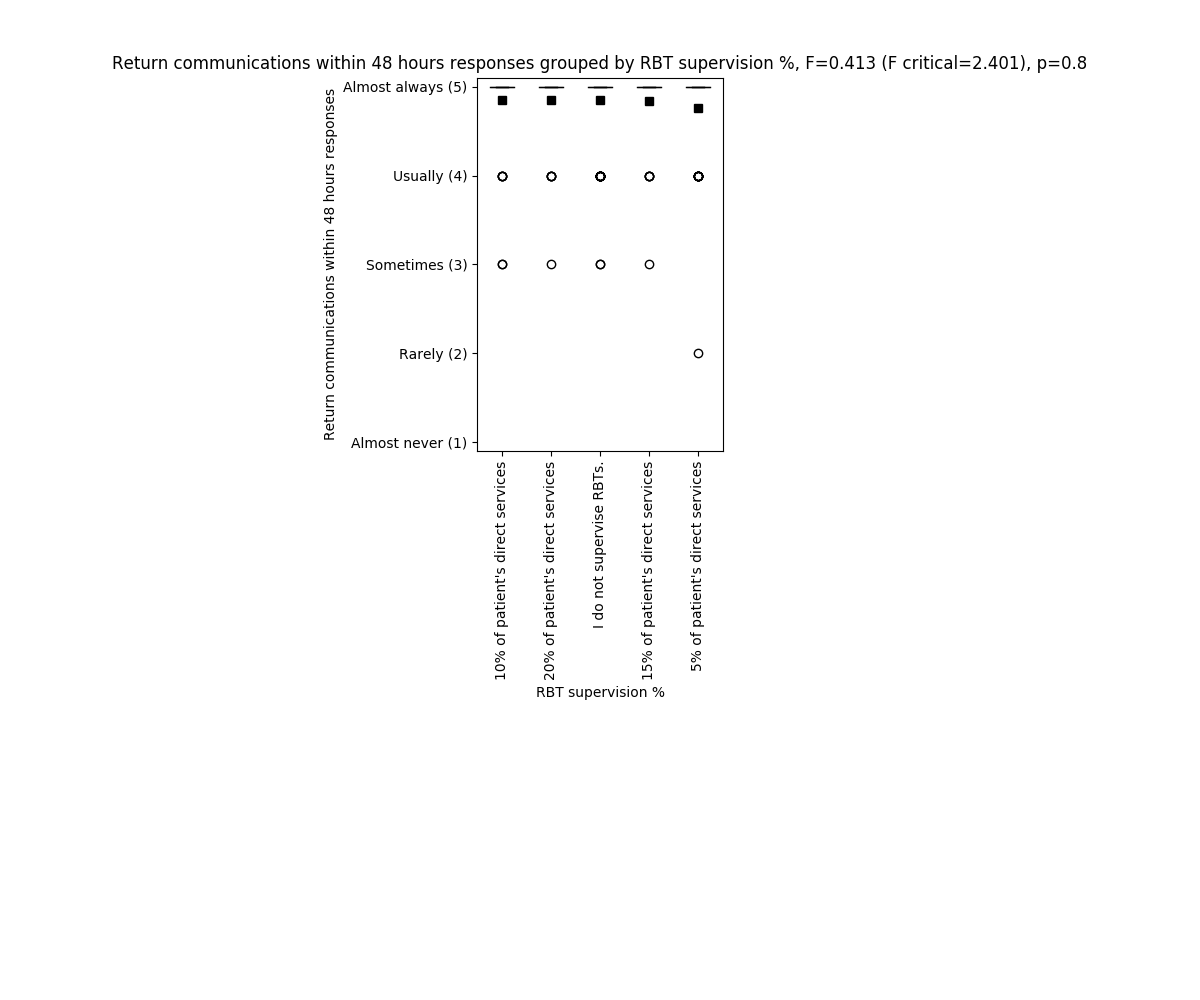 Return communications within 48 hours responses grouped by RBT supervision %, F=0.413 (F critical=2.401), p=0.8
Return communications within 48 hours responses
Almost always (5)
Usually (4)
Sometimes (3)
Rarely (2)
Almost never (1)
10% of patient's direct services
20% of patient's direct services
I do not supervise RBTs.
15% of patient's direct services
5% of patient's direct services
RBT supervision %